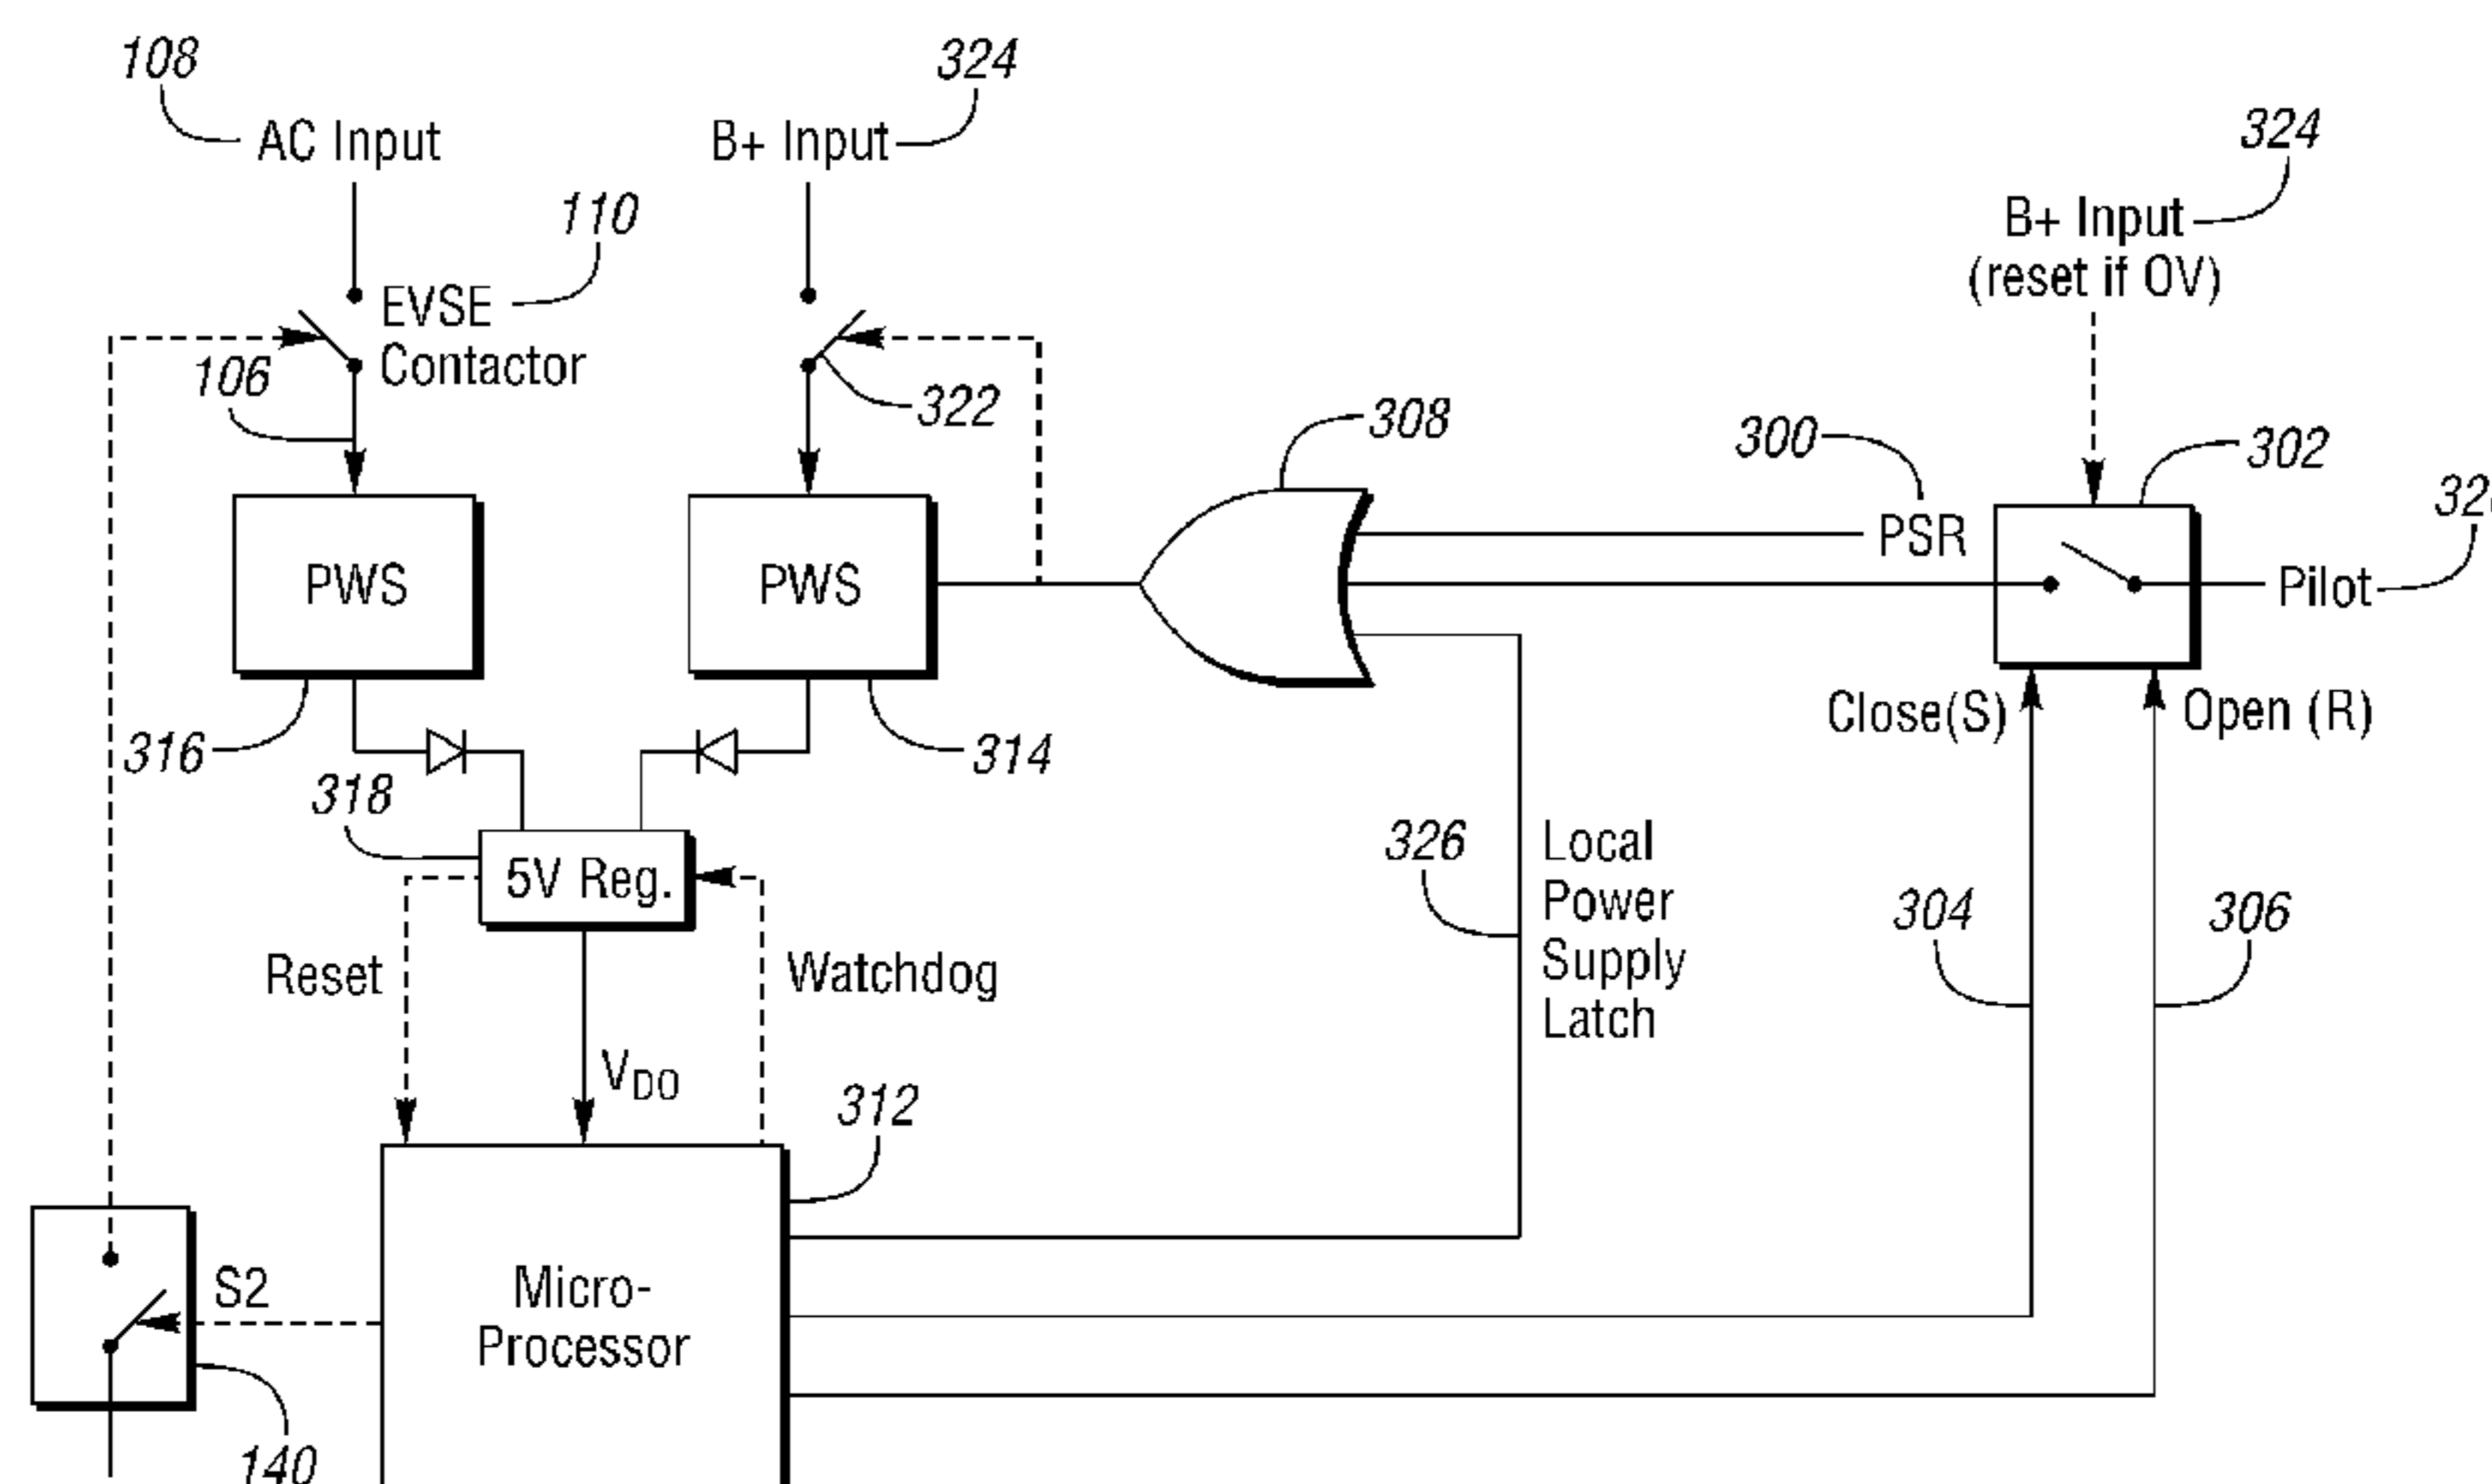 108
324
AC Input
B+ Input
324
110
B+ Input
(reset if 0V)
EVSE
Contactor
106
322
308
300
302
PSR
PWS
PWS
Pilot
Close(S)
Open (R)
316
314
318
5V Reg.
326
Local
Power
Supply
Latch
304
306
Reset
Watchdog
VDO
312
S2
Micro-
Processor
140